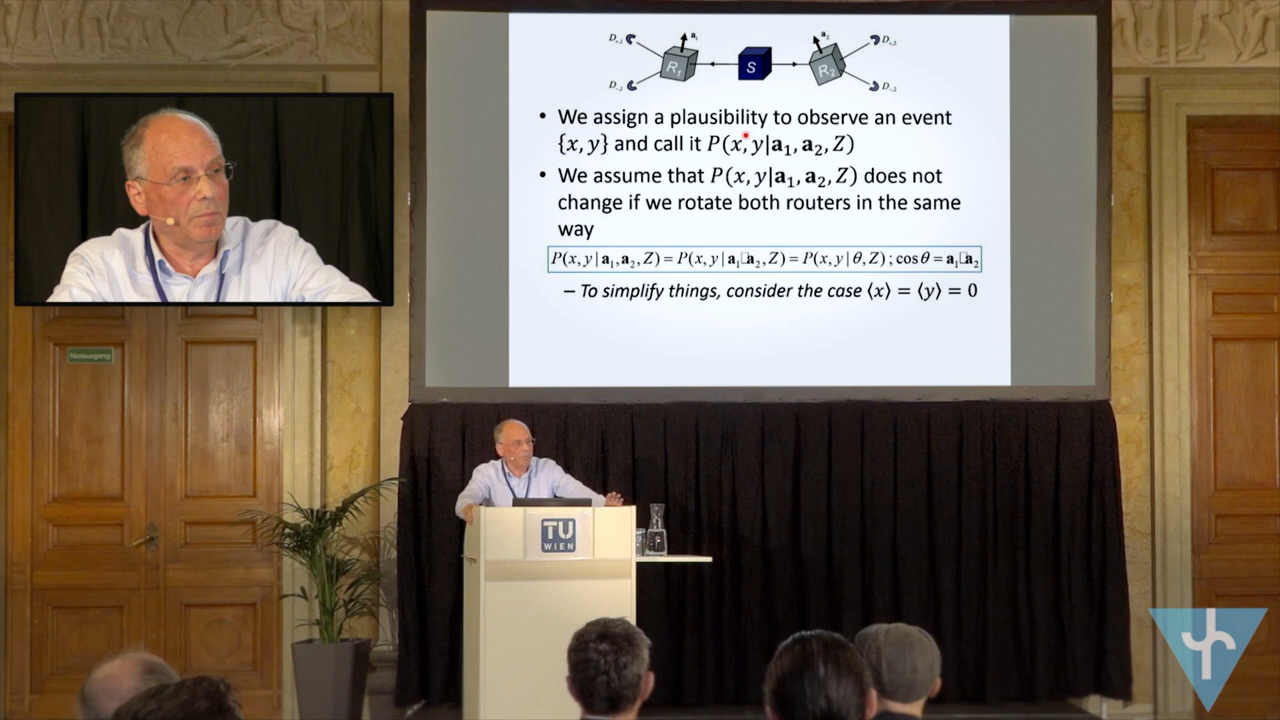 D₊,₁ a₁ a₂ D₊,₂
R₁ S R₂
D₋,₁ D₋,₂
• We assign a plausibility to observe an event
{x, y} and call it P(x, y|a₁, a₂, Z)
• We assume that P(x, y|a₁, a₂, Z) does not
change if we rotate both routers in the same
way
P(x, y | a₁, a₂, Z) = P(x, y | a₁□a₂, Z) = P(x, y | θ, Z) ; cos θ = a₁□a₂
– To simplify things, consider the case ⟨x⟩ = ⟨y⟩ = 0
Notausgang
TU
WIEN